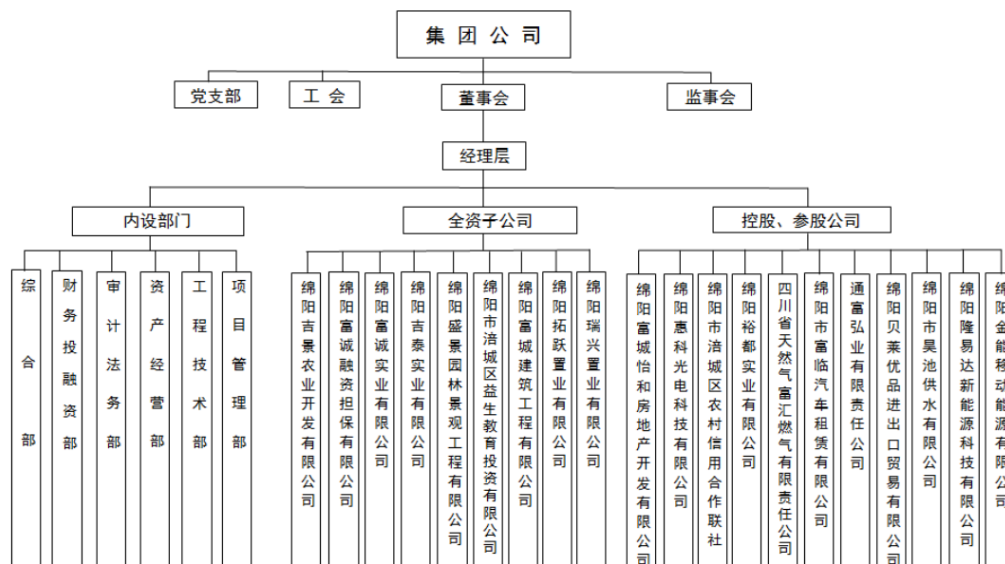 集团公司
党支部
工会
董事会
监事会
经理层
内设部门
全资子公司
控股、参股公司
综合部
财务投融资部
审计法务部
资产经营部
工程技术部
项目管理部
绵阳吉景农业开发有限公司
绵阳富诚融资担保有限公司
绵阳富诚实业有限公司
绵阳吉泰实业有限公司
绵阳盛景园林景观工程有限公司
绵阳市涪城区益生教育投资有限公司
绵阳富城建筑工程有限公司
绵阳拓跃置业有限公司
绵阳瑞兴置业有限公司
绵阳富城怡和房地产开发有限公司
绵阳惠科光电科技有限公司
绵阳市涪城区农村信用合作联社
绵阳裕都实业有限公司
四川省天然气富汇燃气有限责任公司
绵阳市富临汽车租赁有限公司
通富弘业有限责任公司
绵阳贝莱优品进出口贸易有限公司
绵阳市昊池供水有限公司
绵阳隆易达新能源科技有限公司
绵阳金能移动能源有限公司